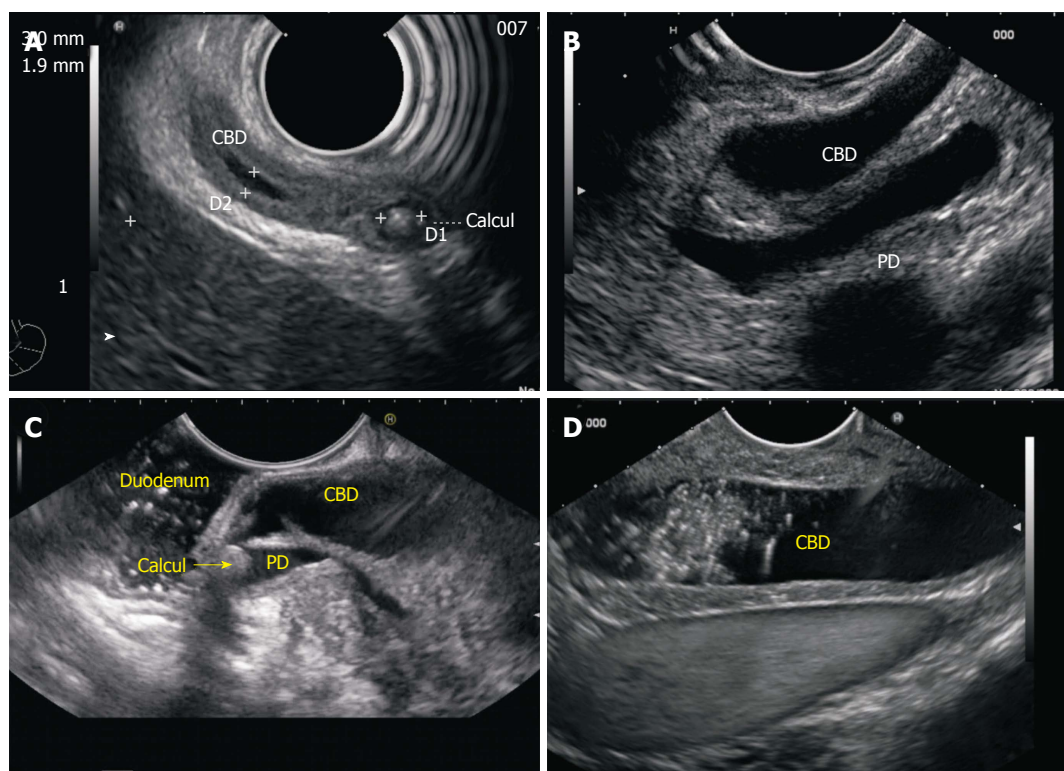 A
3.0 mm
1.9 mm
H
007
CBD
D2
D1
Calcul
1
B
H
000
CBD
PD
C
H
Duodenum
CBD
Calcul
PD
D
000
H
CBD